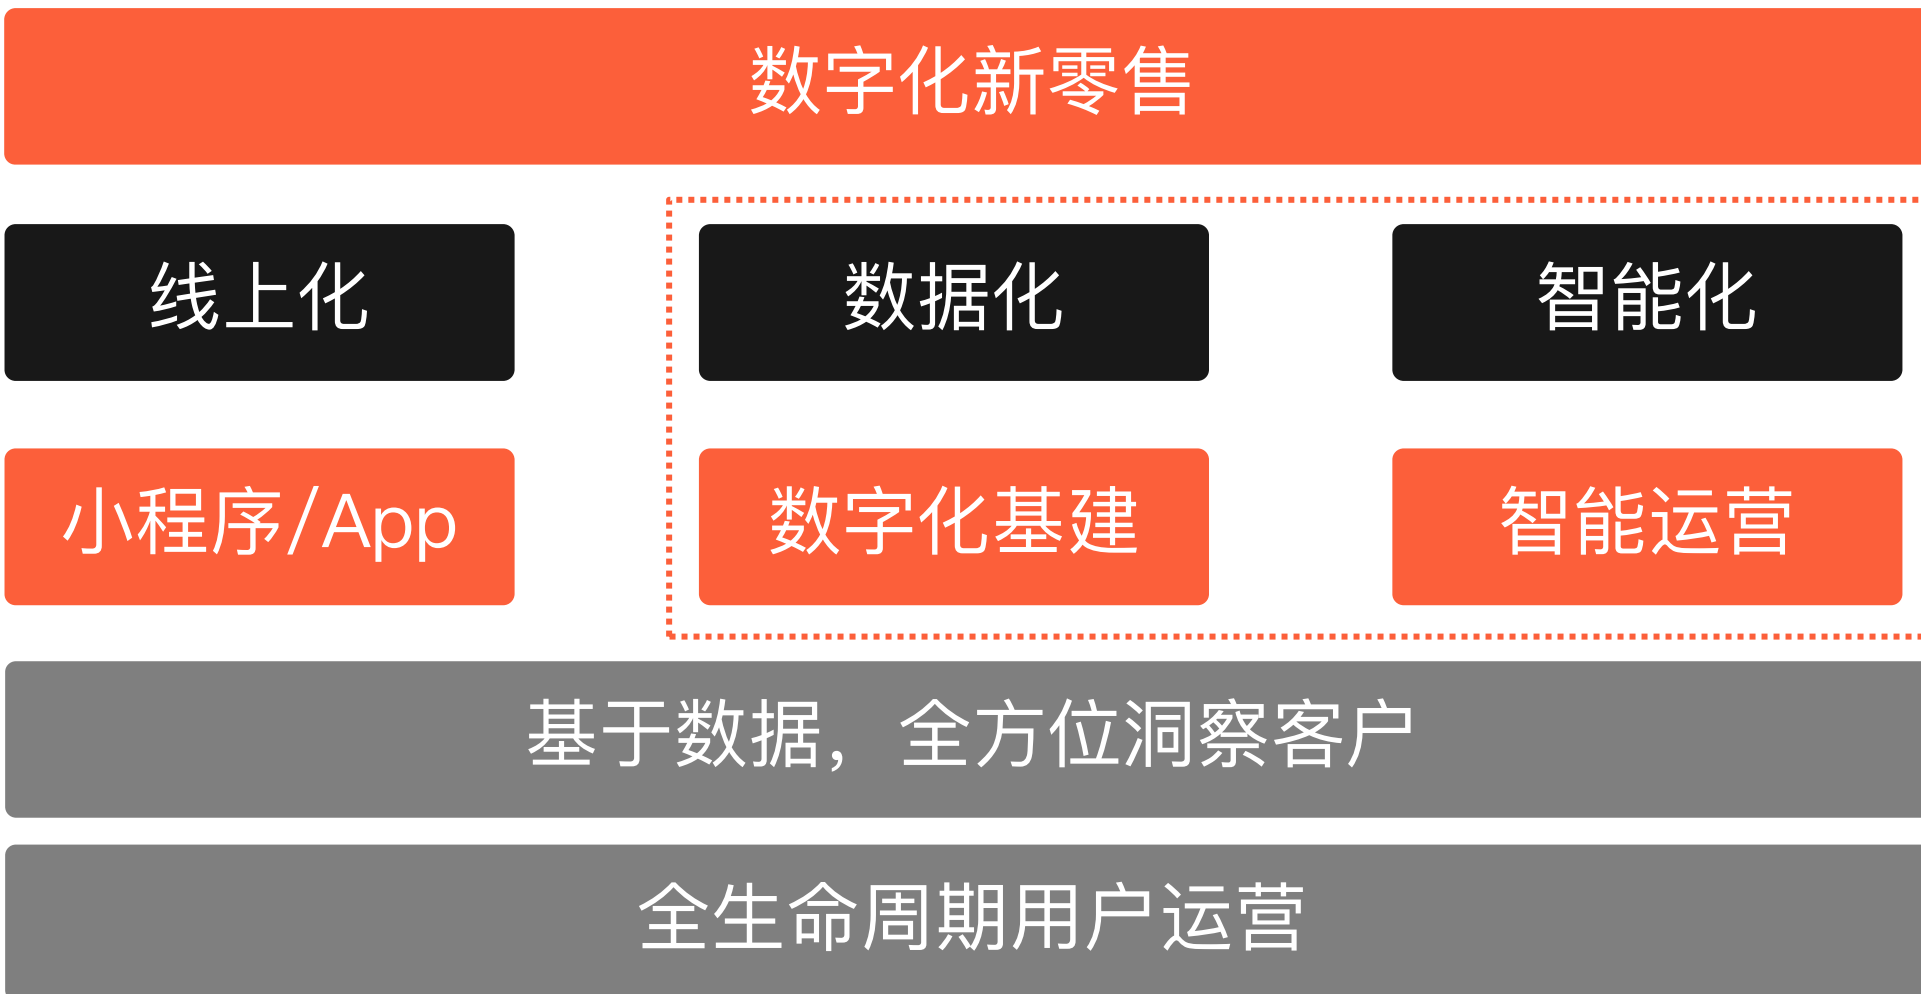 数字化新零售
线上化
数据化
智能化
小程序/App
数字化基建
智能运营
基于数据，全方位洞察客户
全生命周期用户运营